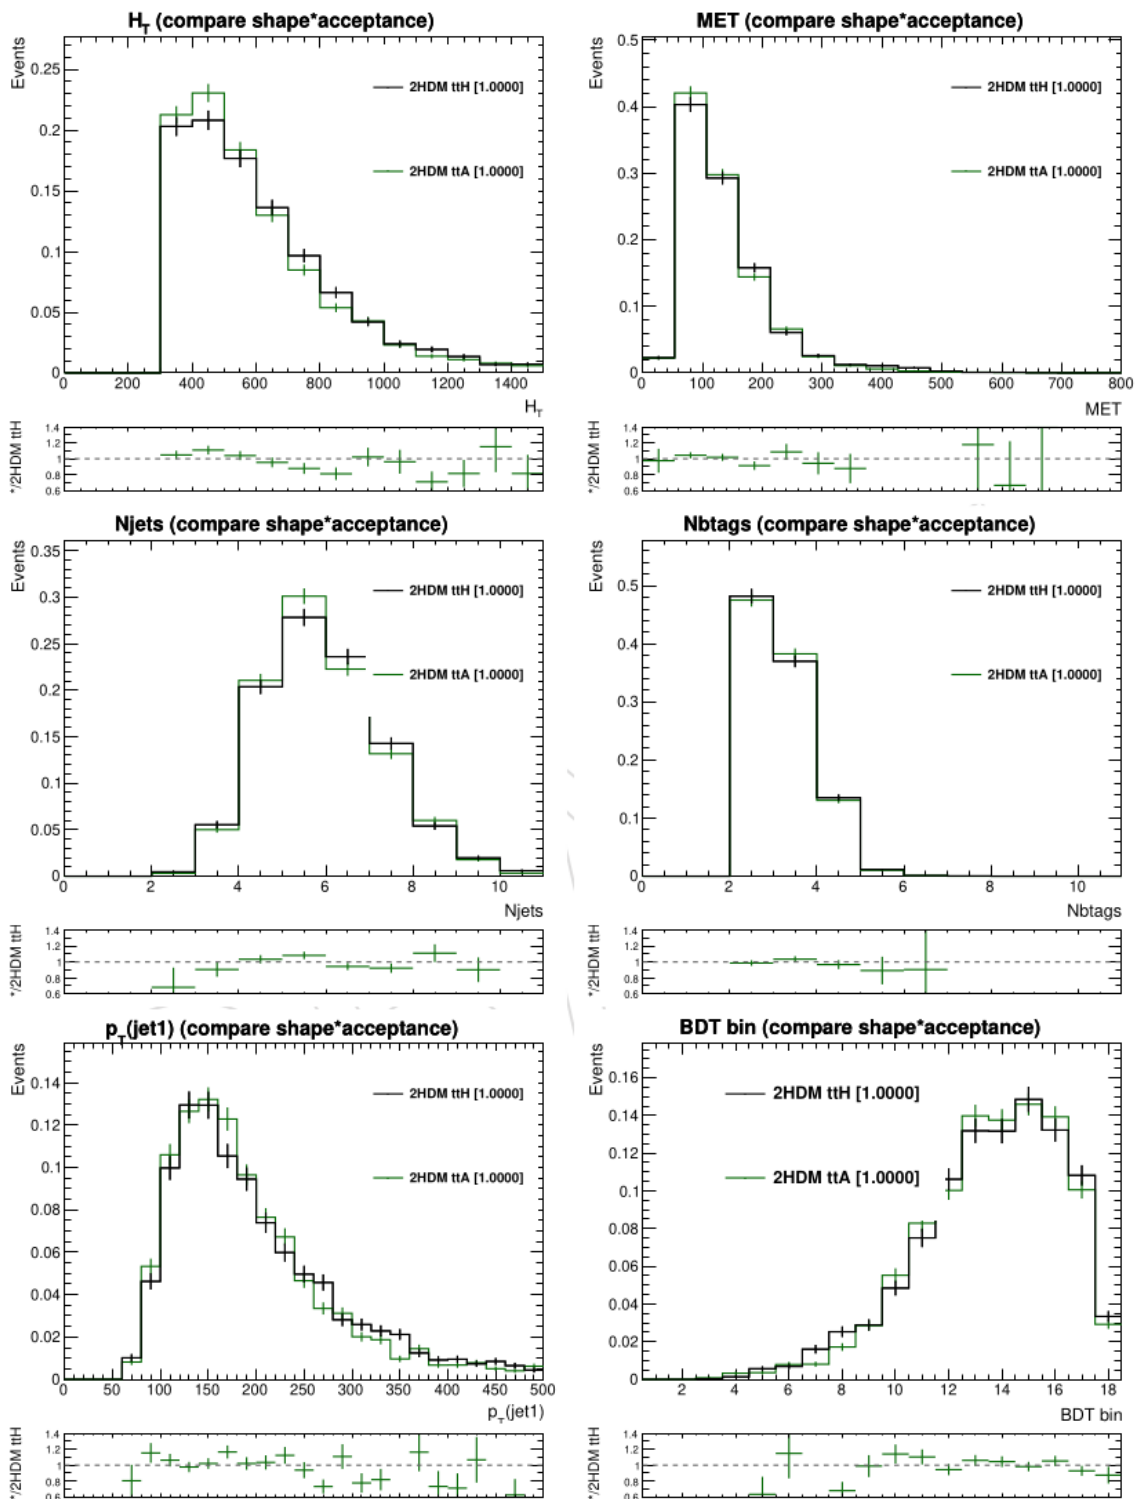 H_T (compare shape*acceptance)
Events
0.25
0.2
0.15
0.1
0.05
0
2HDM ttH [1.0000]
2HDM ttA [1.0000]
0 200 400 600 800 1000 1200 1400
H_T
*/2HDM ttH
1.4
1.2
1
0.8
0.6
MET (compare shape*acceptance)
Events
0.5
0.4
0.3
0.2
0.1
0
2HDM ttH [1.0000]
2HDM ttA [1.0000]
0 100 200 300 400 500 600 700 800
MET
*/2HDM ttH
1.4
1.2
1
0.8
0.6
Njets (compare shape*acceptance)
Events
0.35
0.3
0.25
0.2
0.15
0.1
0.05
0
2HDM ttH [1.0000]
2HDM ttA [1.0000]
0 2 4 6 8 10
Njets
*/2HDM ttH
1.4
1.2
1
0.8
0.6
Nbtags (compare shape*acceptance)
Events
0.5
0.4
0.3
0.2
0.1
0
2HDM ttH [1.0000]
2HDM ttA [1.0000]
0 2 4 6 8 10
Nbtags
*/2HDM ttH
1.4
1.2
1
0.8
0.6
p_T(jet1) (compare shape*acceptance)
Events
0.14
0.12
0.1
0.08
0.06
0.04
0.02
0
2HDM ttH [1.0000]
2HDM ttA [1.0000]
0 50 100 150 200 250 300 350 400 450 500
p_T(jet1)
*/2HDM ttH
1.4
1.2
1
0.8
0.6
BDT bin (compare shape*acceptance)
Events
0.16
0.14
0.12
0.1
0.08
0.06
0.04
0.02
0
2HDM ttH [1.0000]
2HDM ttA [1.0000]
2 4 6 8 10 12 14 16 18
BDT bin
*/2HDM ttH
1.4
1.2
1
0.8
0.6